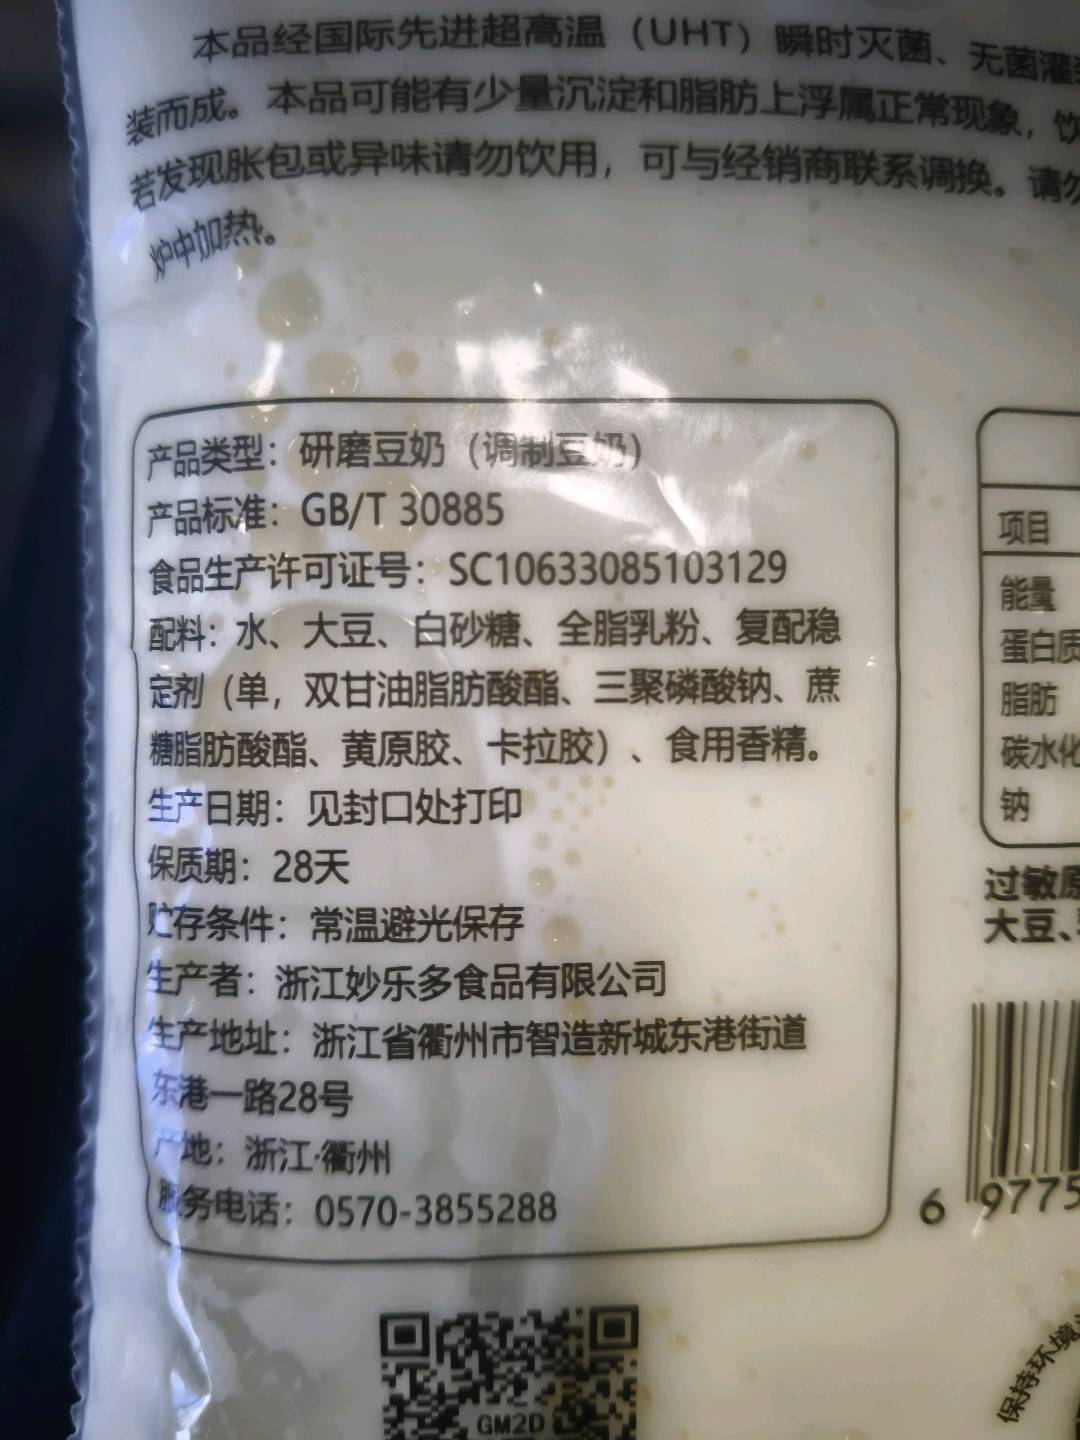 本品经国际先进超高温（UHT）瞬时灭菌、无菌灌
装而成。本品可能有少量沉淀和脂肪上浮属正常现象，饮
若发现胀包或异味请勿饮用，可与经销商联系调换。请勿
炉中加热。
产品类型：研磨豆奶（调制豆奶）
产品标准：GB/T 30885
食品生产许可证号：SC10633085103129
配料：水、大豆、白砂糖、全脂乳粉、复配稳
定剂（单，双甘油脂肪酸酯、三聚磷酸钠、蔗
糖脂肪酸酯、黄原胶、卡拉胶）、食用香精。
生产日期：见封口处打印
保质期：28天
贮存条件：常温避光保存
生产者：浙江妙乐多食品有限公司
生产地址：浙江省衢州市智造新城东港街道
东港一路28号
产地：浙江·衢州
服务电话：0570-3855288
项目
能量
蛋白质
脂肪
碳水化
钠
过敏原
大豆、
6 9775
GM2D
保持环境